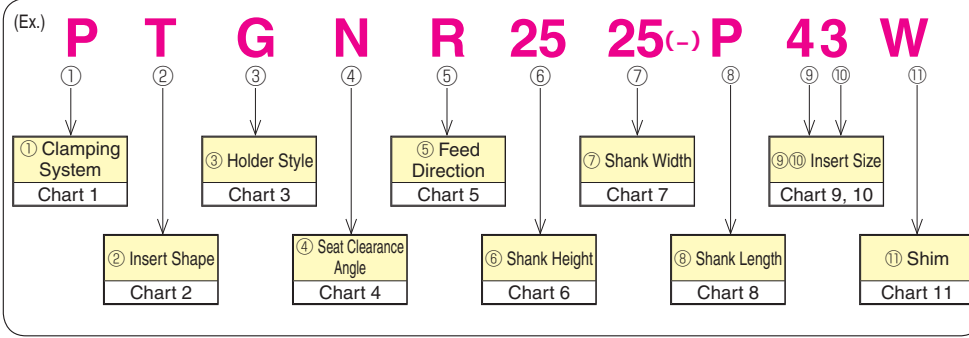 (Ex.)
P T G N R 25 25(-) P 4 3 W
① ② ③ ④ ⑤ ⑥ ⑦ ⑧ ⑨ ⑩ ⑪
① Clamping
System
Chart 1
③ Holder Style
Chart 3
⑤ Feed
Direction
Chart 5
⑦ Shank Width
Chart 7
⑨⑩ Insert Size
Chart 9, 10
② Insert Shape
Chart 2
④ Seat Clearance
Angle
Chart 4
⑥ Shank Height
Chart 6
⑧ Shank Length
Chart 8
⑪ Shim
Chart 11